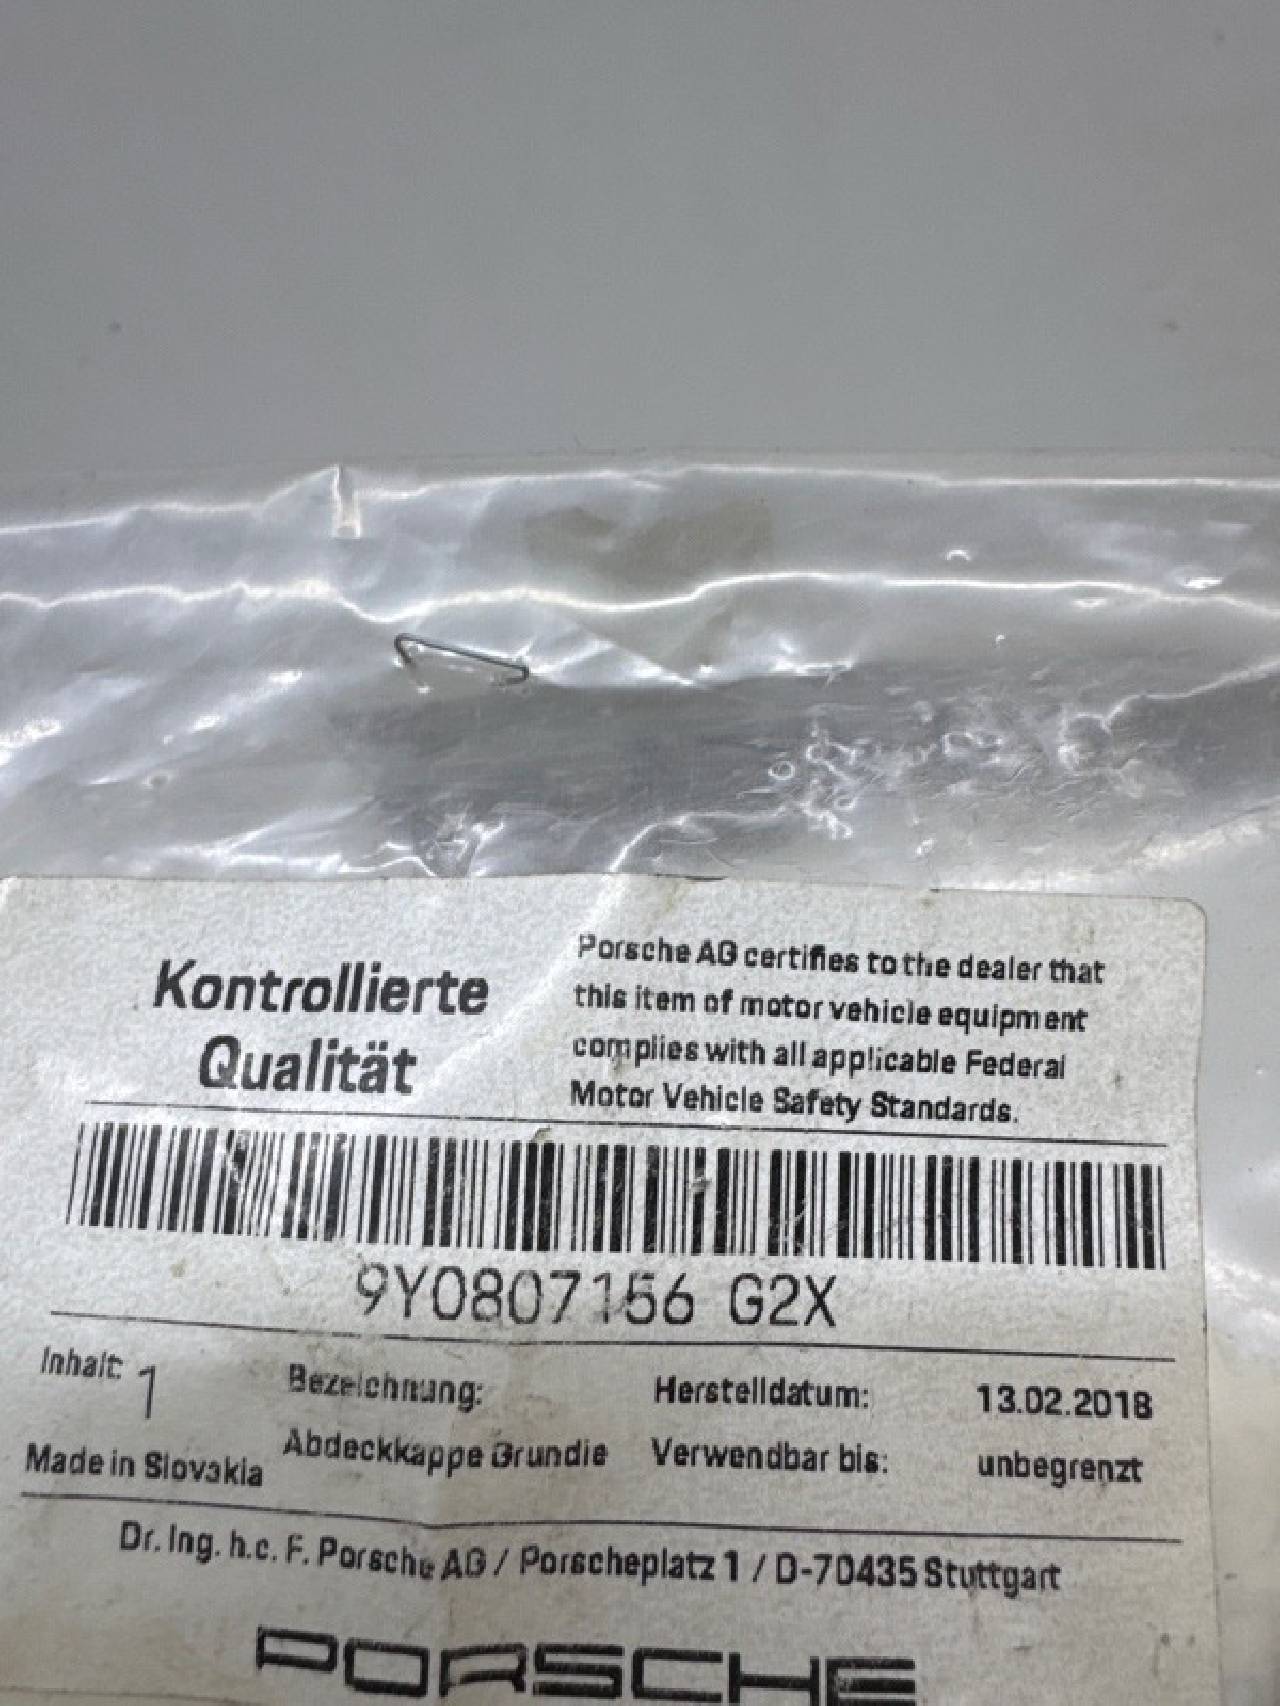 Kontrollierte
Qualität
Porsche AG certifies to the dealer that
this item of motor vehicle equipment
complies with all applicable Federal
Motor Vehicle Safety Standards.
9Y0807156 G2X
Inhalt: 1
Bezeichnung:
Herstelldatum: 13.02.2018
Made in Slovakia
Abdeckkappe Grundie
Verwendbar bis: unbegrenzt
Dr. Ing. h.c. F. Porsche AG / Porscheplatz 1 / D-70435 Stuttgart
PORSCHE